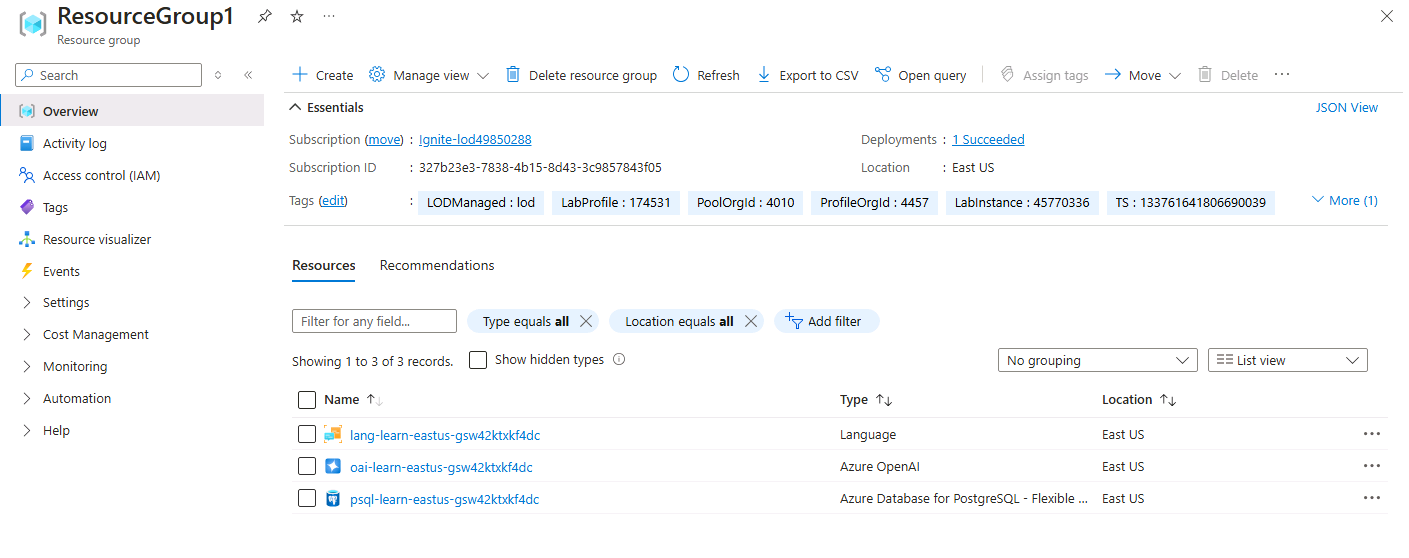 ResourceGroup1
Resource group
Search
Overview
Activity log
Access control (IAM)
Tags
Resource visualizer
Events
Settings
Cost Management
Monitoring
Automation
Help
Create Manage view Delete resource group Refresh Export to CSV Open query Assign tags Move Delete ...
Essentials JSON View
Subscription (move) : Ignite-lod49850288 Deployments : 1 Succeeded
Subscription ID : 327b23e3-7838-4b15-8d43-3c9857843f05 Location : East US
Tags (edit) : LODManaged : lod LabProfile : 174531 PoolOrgId : 4010 ProfileOrgId : 4457 LabInstance : 45770336 TS : 133761641806690039 More (1)
Resources Recommendations
Filter for any field... Type equals all Location equals all Add filter
Showing 1 to 3 of 3 records. Show hidden types No grouping List view
Name Type Location
lang-learn-eastus-gsw42ktxkf4dc Language East US ...
oai-learn-eastus-gsw42ktxkf4dc Azure OpenAI East US ...
psql-learn-eastus-gsw42ktxkf4dc Azure Database for PostgreSQL - Flexible ... East US ...